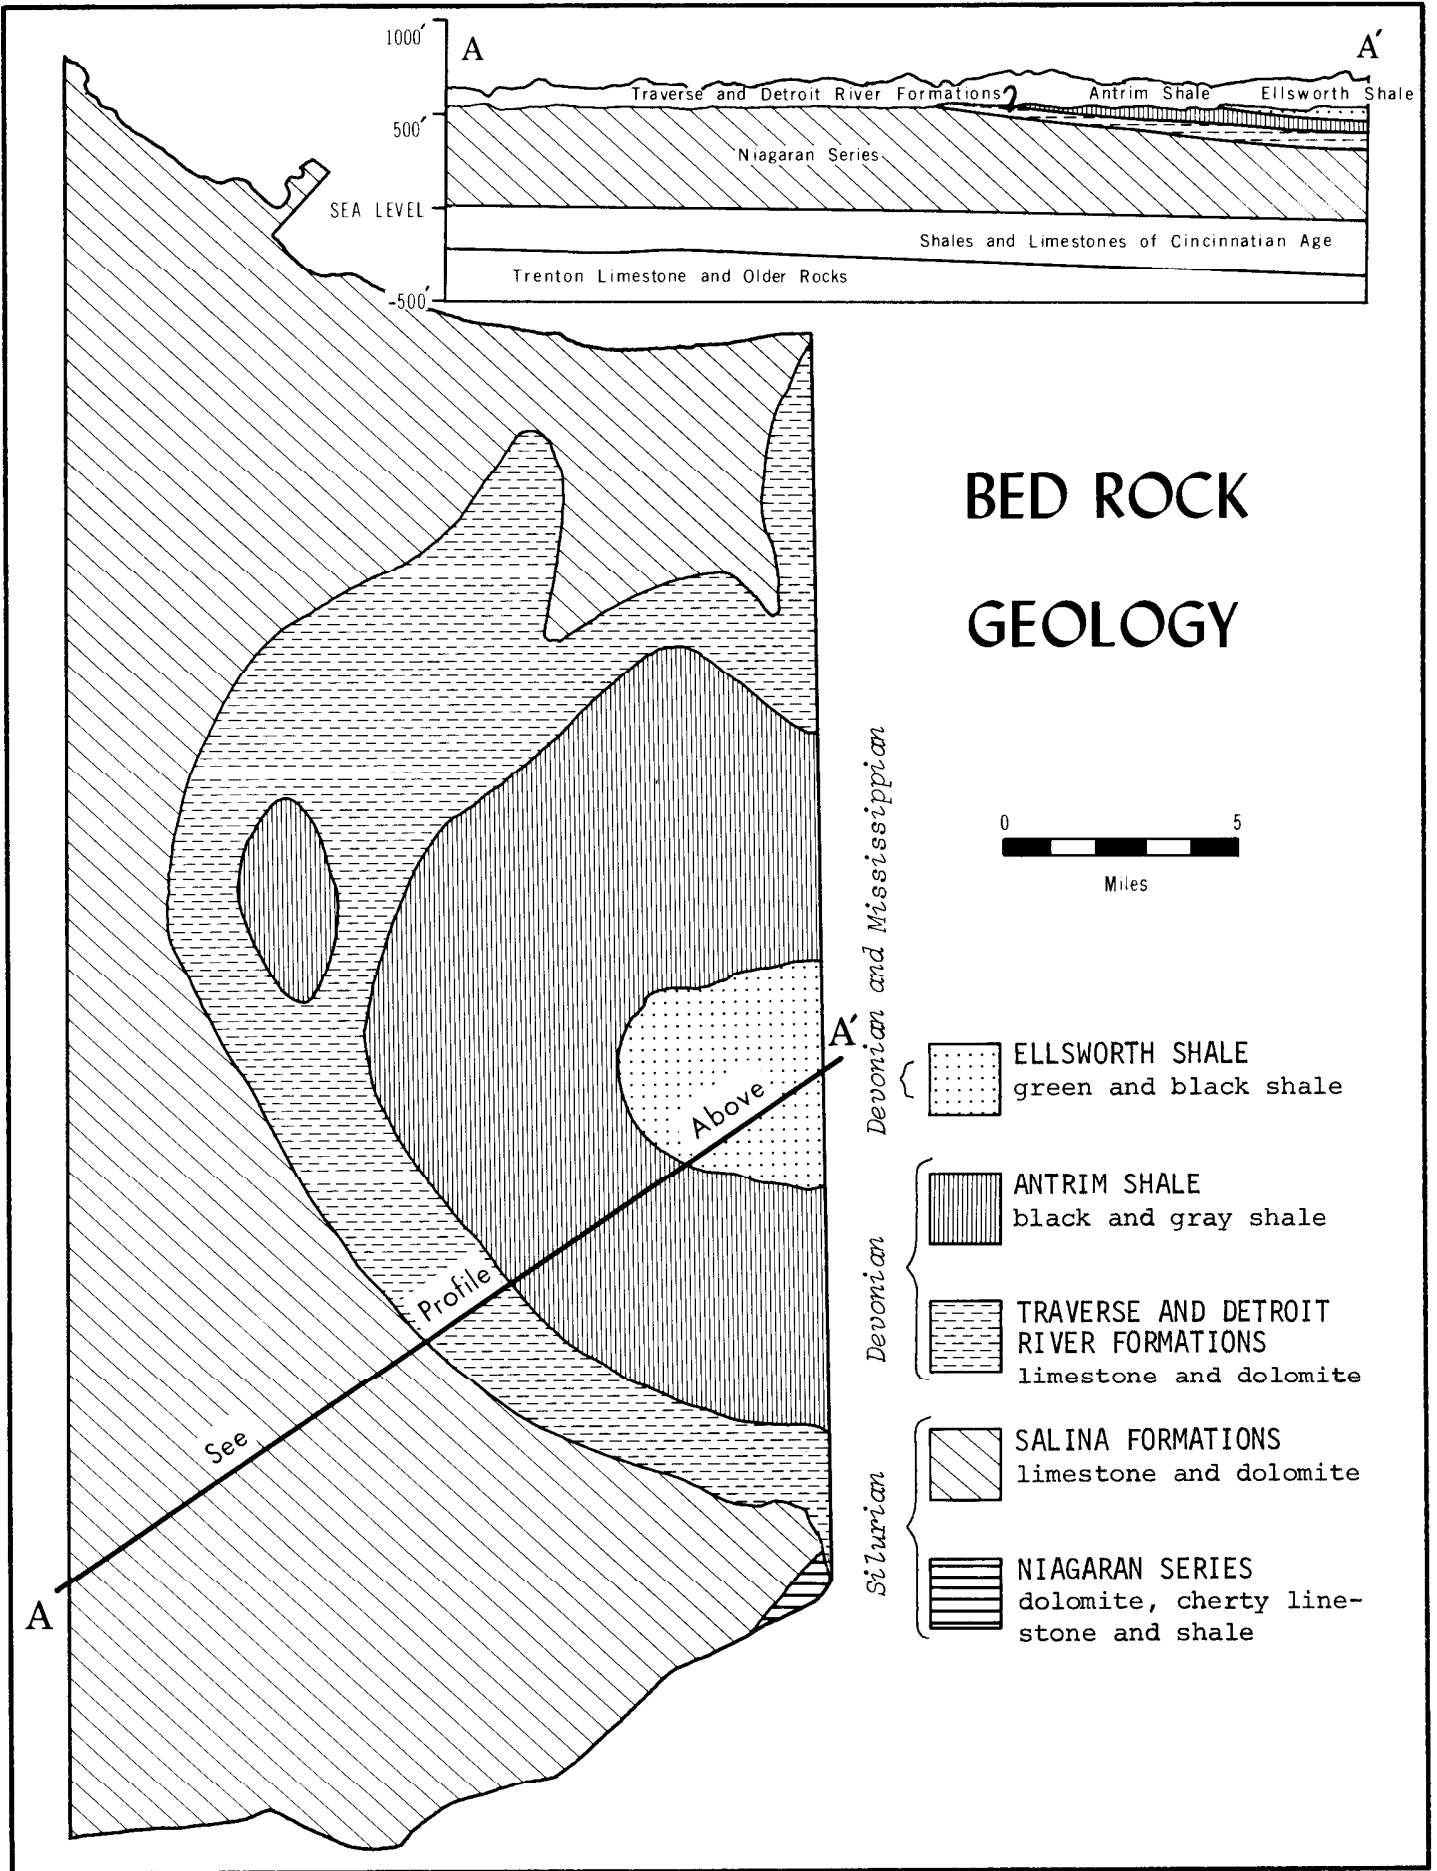 1000′
A
A′
Traverse and Detroit River Formations
Antrim Shale
Ellsworth Shale
500′
Niagaran Series
SEA LEVEL
Shales and Limestones of Cincinnatian Age
Trenton Limestone and Older Rocks
-500′
BED ROCK
GEOLOGY
0 5
Miles
A′
Above
Profile
See
A
Devonian and Mississippian
ELLSWORTH SHALE
green and black shale
Devonian
ANTRIM SHALE
black and gray shale
TRAVERSE AND DETROIT
RIVER FORMATIONS
limestone and dolomite
Silurian
SALINA FORMATIONS
limestone and dolomite
NIAGARAN SERIES
dolomite, cherty line-
stone and shale